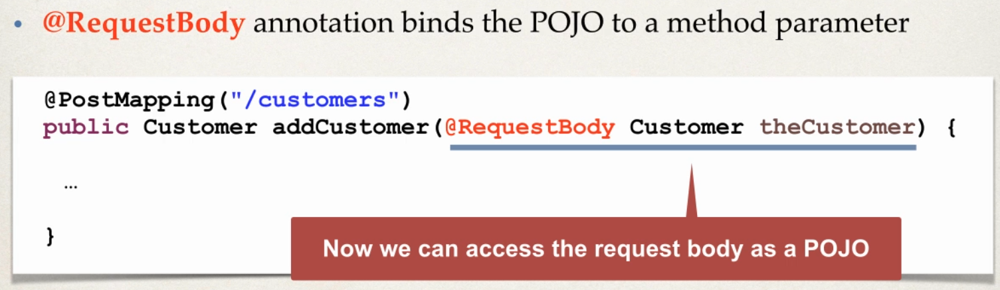 • @RequestBody annotation binds the POJO to a method parameter
@PostMapping("/customers")
public Customer addCustomer(@RequestBody Customer theCustomer) {
…
}
Now we can access the request body as a POJO